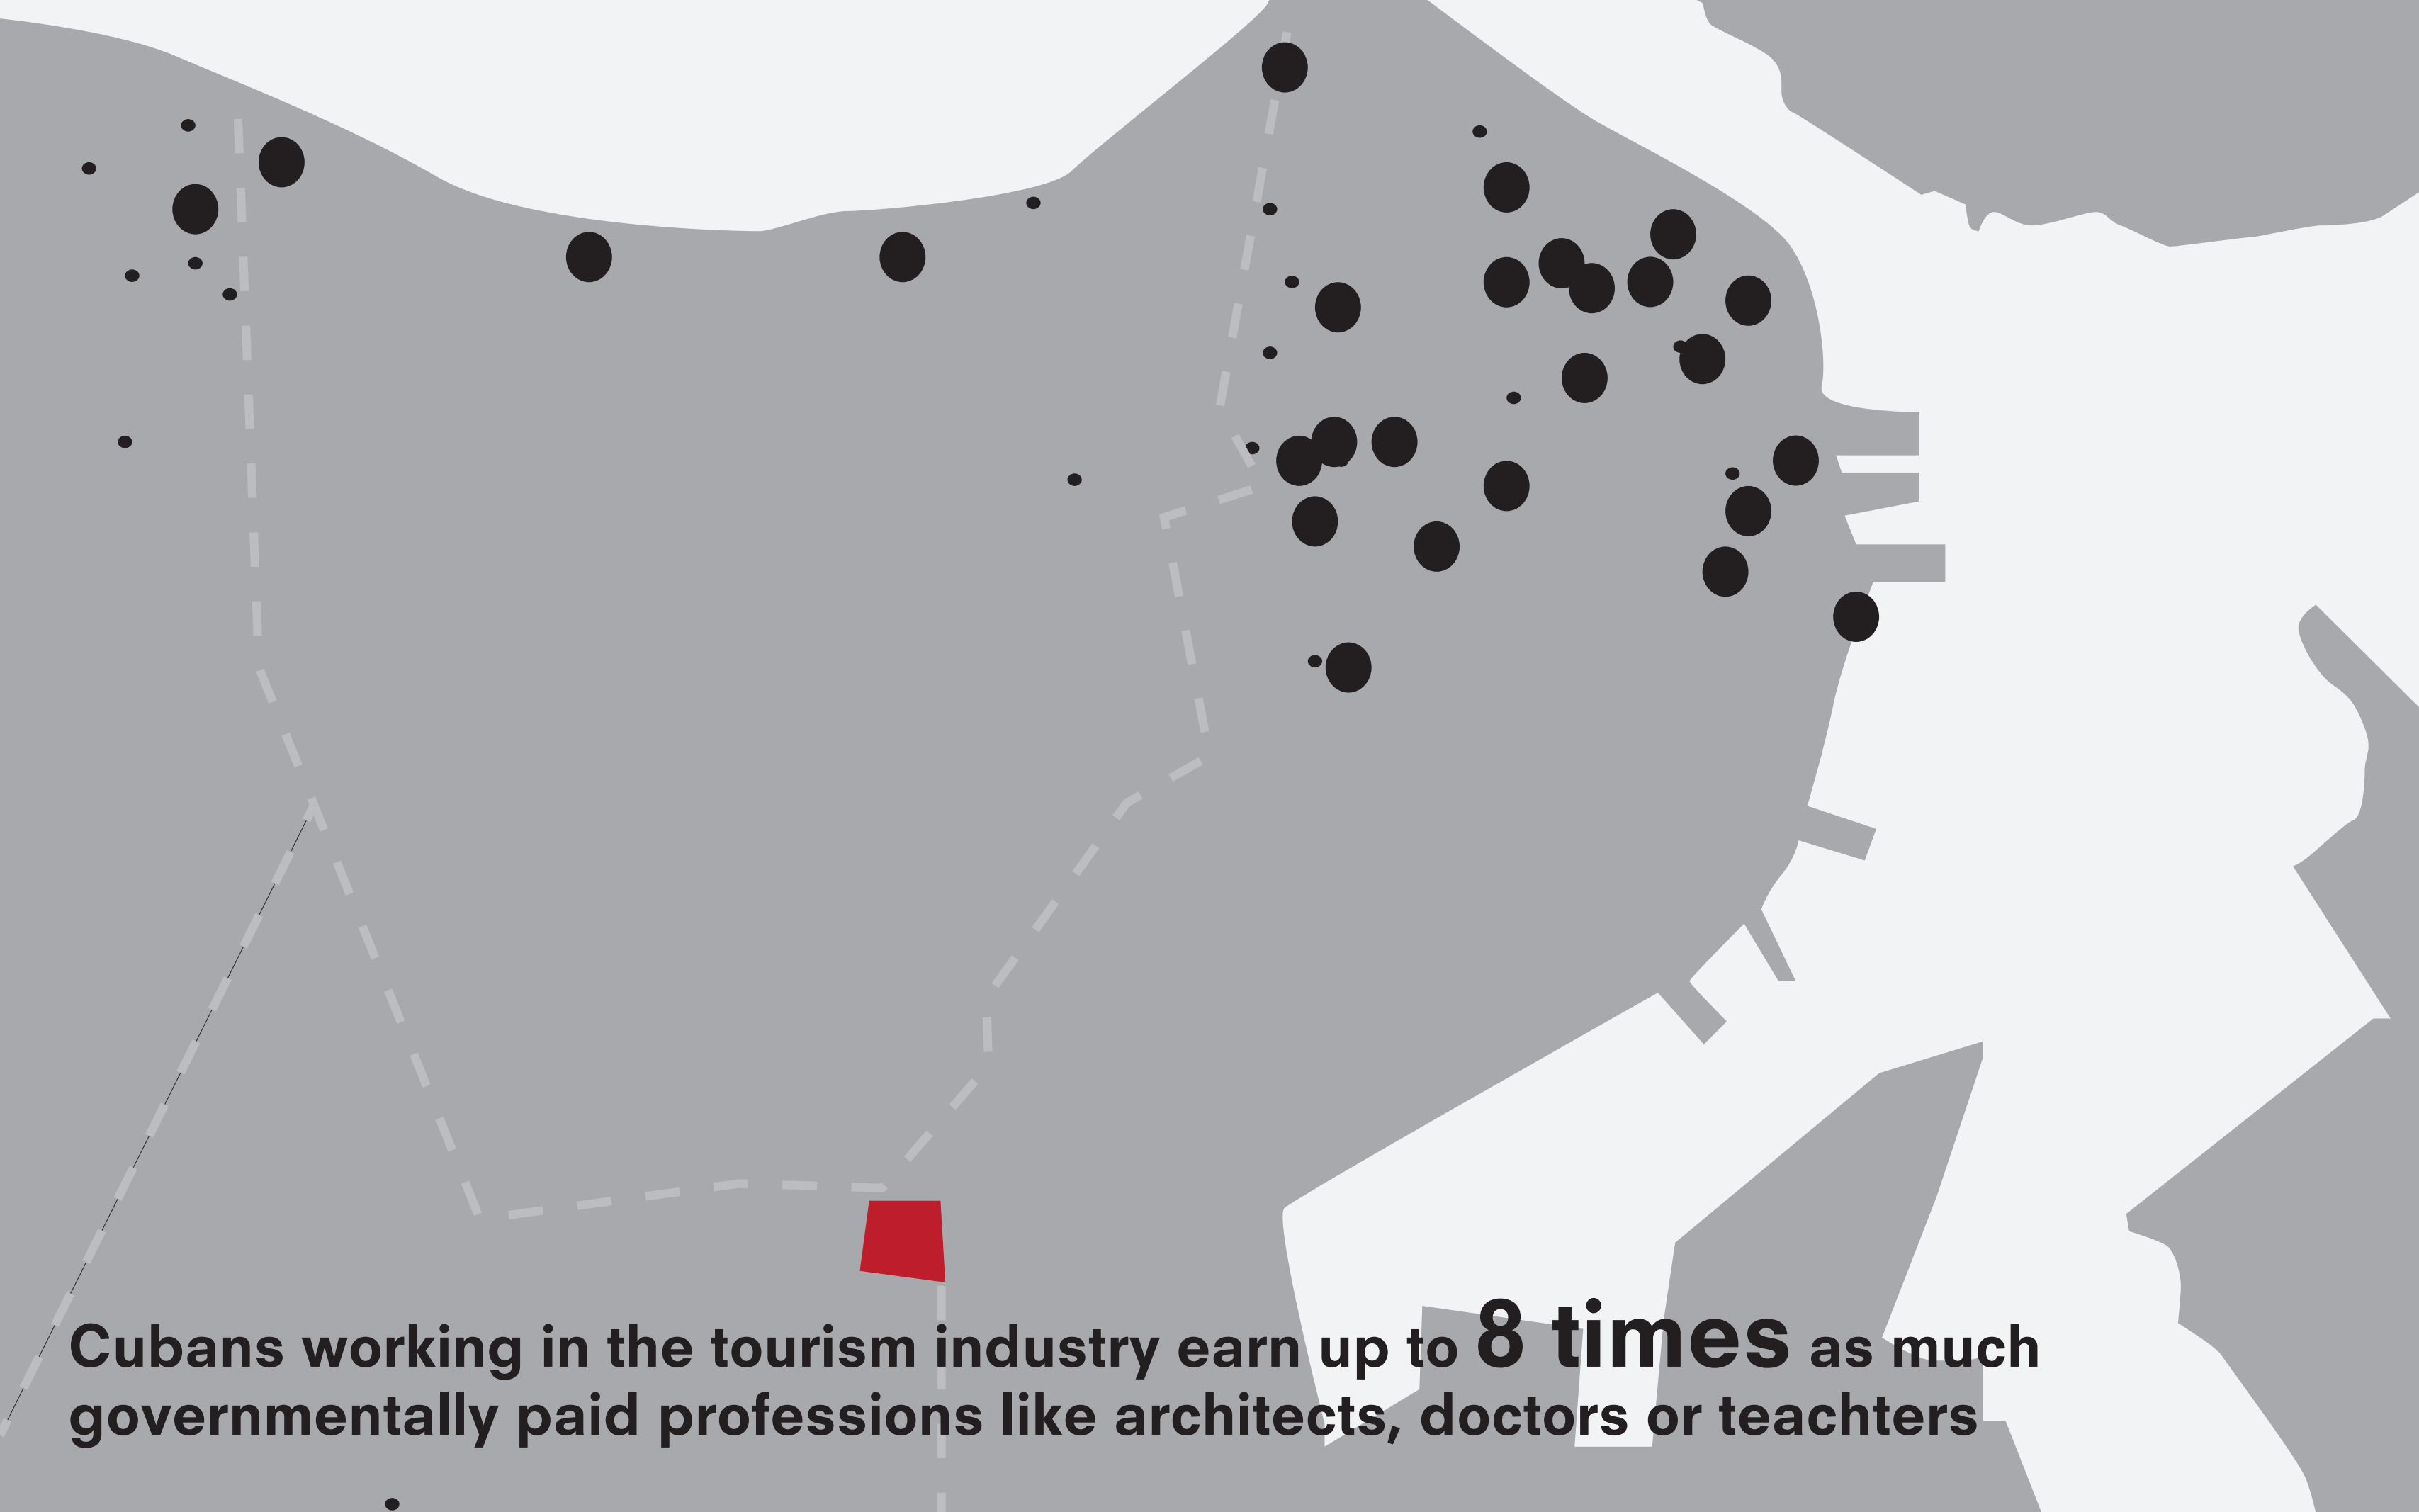 Cubans working in the tourism industry earn up to 8 times as much
governmentally paid professions like architects, doctors or teachters